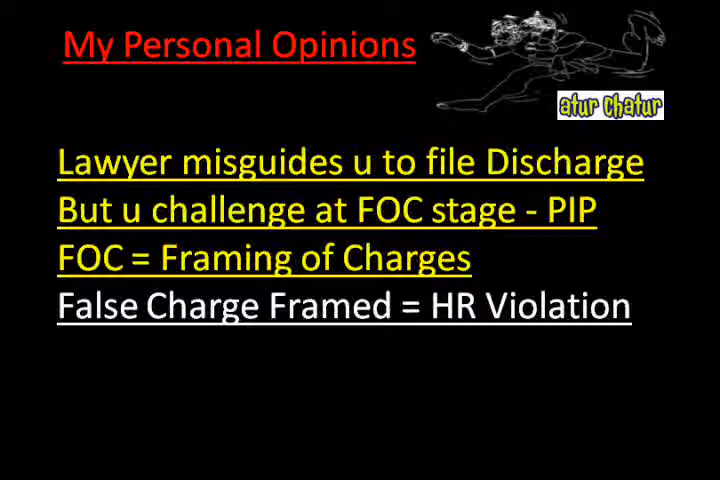 My Personal Opinions
atur chatur
Lawyer misguides u to file Discharge
But u challenge at FOC stage - PIP
FOC = Framing of Charges
False Charge Framed = HR Violation